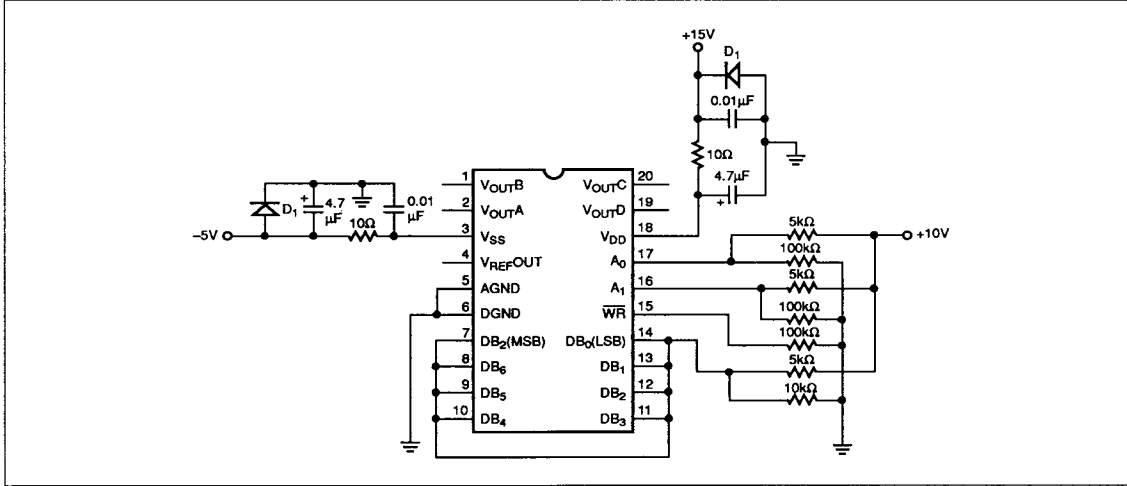 +15V
D1
0.01μF
10Ω
4.7μF
+
+
4.7
μF
0.01
μF
D1
10Ω
–5V
1 VOUTB
2 VOUTA
3 VSS
4 VREFOUT
5 AGND
6 DGND
7 DB2(MSB)
8 DB6
9 DB5
10 DB4
20 VOUTC
19 VOUTD
18 VDD
17 A0
16 A1
15 WR
14 DB0(LSB)
13 DB1
12 DB2
11 DB3
5kΩ
+10V
100kΩ
5kΩ
100kΩ
100kΩ
5kΩ
10kΩ